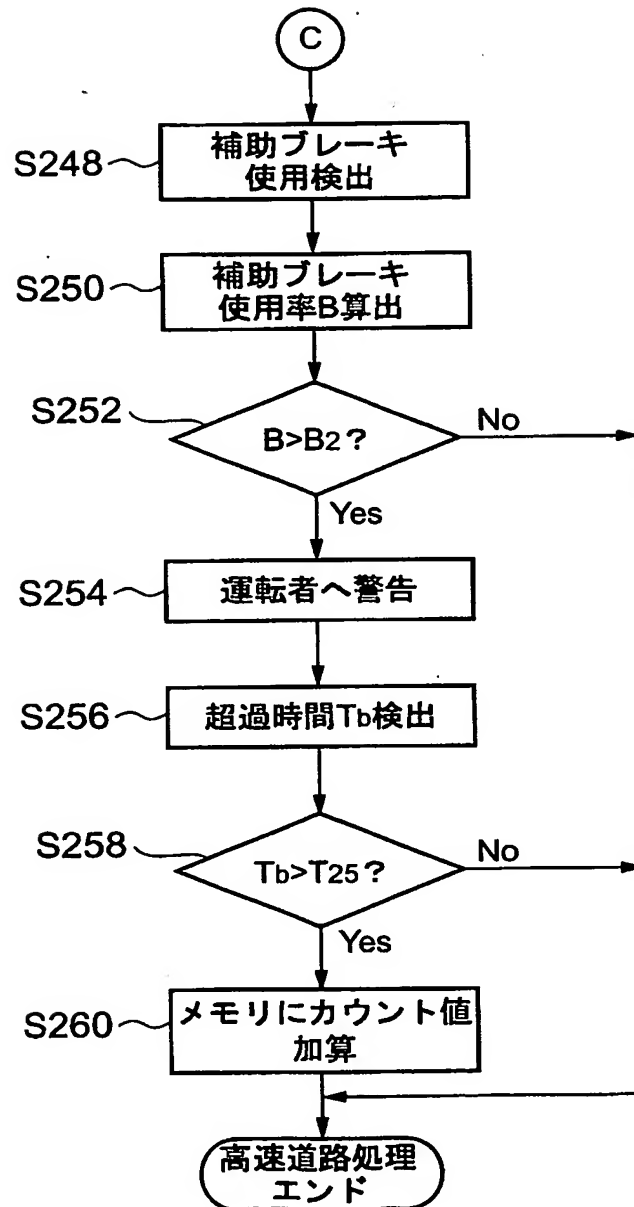 C
S248
補助ブレーキ
使用検出
S250
補助ブレーキ
使用率B算出
S252
B>B2?
No
Yes
S254
運転者へ警告
S256
超過時間Tb検出
S258
Tb>T25?
No
Yes
S260
メモリにカウント値
加算
高速道路処理
エンド